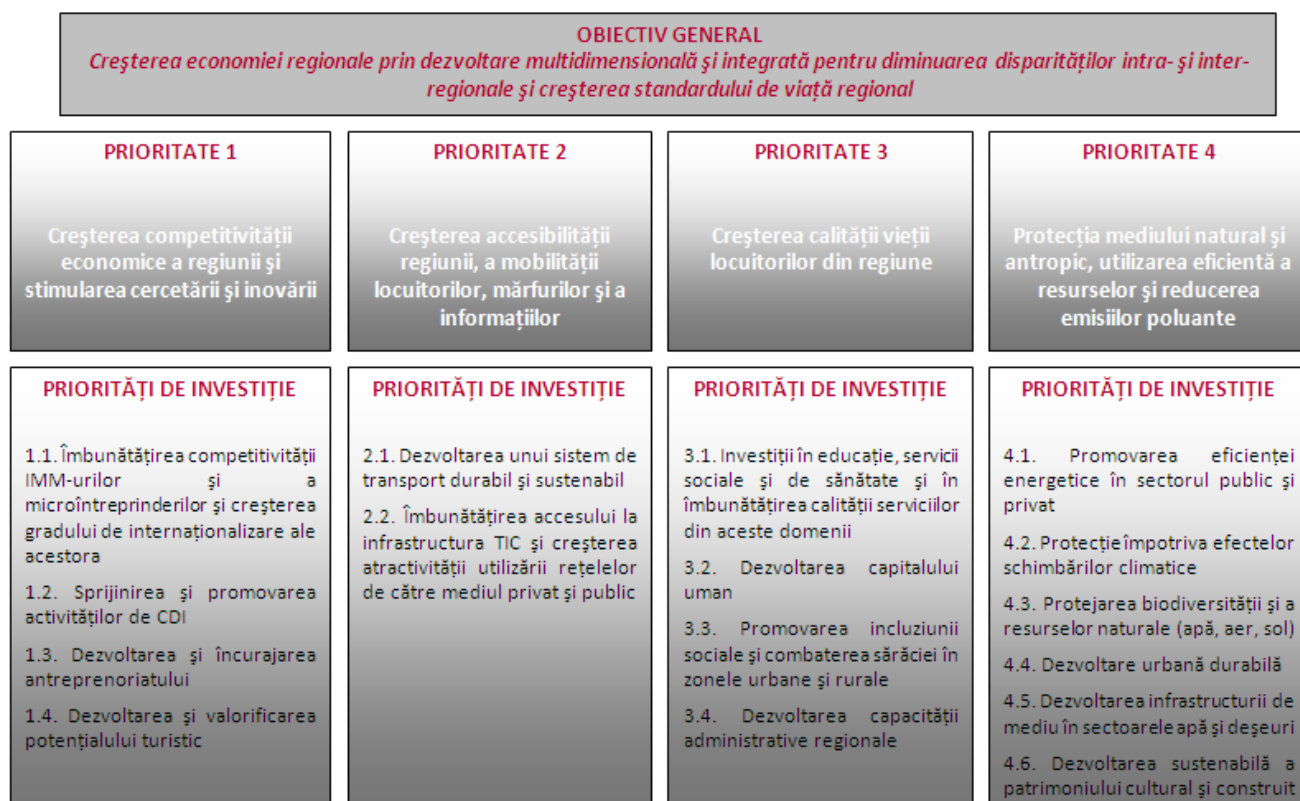 OBIECTIV GENERAL
Creşterea economiei regionale prin dezvoltare multidimensională şi integrată pentru diminuarea disparităţilor intra- şi inter-
regionale şi creşterea standardului de viaţă regional
PRIORITATE 1
Creşterea competitivităţii
economice a regiunii şi
stimularea cercetării şi inovării
PRIORITATE 2
Creşterea accesibilităţii
regiunii, a mobilităţii
locuitorilor, mărfurilor şi a
informaţiilor
PRIORITATE 3
Creşterea calităţii vieţii
locuitorilor din regiune
PRIORITATE 4
Protecţia mediului natural şi
antropic, utilizarea eficientă a
resurselor şi reducerea
emisiilor poluante
PRIORITĂŢI DE INVESTIŢIE
1.1. Îmbunătăţirea competitivităţii
IMM-urilor şi a
microîntreprinderilor şi creşterea
gradului de internaţionalizare ale
acestora
1.2. Sprijinirea şi promovarea
activităţilor de CDI
1.3. Dezvoltarea şi încurajarea
antreprenoriatului
1.4. Dezvoltarea şi valorificarea
potenţialului turistic
PRIORITĂŢI DE INVESTIŢIE
2.1. Dezvoltarea unui sistem de
transport durabil şi sustenabil
2.2. Îmbunătăţirea accesului la
infrastructura TIC şi creşterea
atractivităţii utilizării reţelelor
de către mediul privat şi public
PRIORITĂŢI DE INVESTIŢIE
3.1. Investiţii în educaţie, servicii
sociale şi de sănătate şi în
îmbunătăţirea calităţii serviciilor
din aceste domenii
3.2. Dezvoltarea capitalului
uman
3.3. Promovarea incluziunii
sociale şi combaterea sărăciei în
zonele urbane şi rurale
3.4. Dezvoltarea capacităţii
administrative regionale
PRIORITĂŢI DE INVESTIŢIE
4.1. Promovarea eficienţei
energetice în sectorul public şi
privat
4.2. Protecţie împotriva efectelor
schimbărilor climatice
4.3. Protejarea biodiversităţii şi a
resurselor naturale (apă, aer, sol)
4.4. Dezvoltare urbană durabilă
4.5. Dezvoltarea infrastructurii de
mediu în sectoarele apă şi deşeuri
4.6. Dezvoltarea sustenabilă a
patrimoniului cultural şi construit